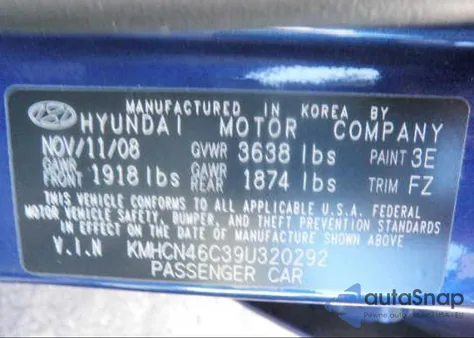 MANUFACTURED IN KOREA BY
HYUNDAI MOTOR COMPANY
NOV/11/08 GVWR 3638 lbs PAINT 3E
GAWR FRONT 1918 lbs GAWR REAR 1874 lbs TRIM FZ
THIS VEHICLE CONFORMS TO ALL APPLICABLE U.S.A. FEDERAL
MOTOR VEHICLE SAFETY, BUMPER, AND THEFT PREVENTION STANDARDS
IN EFFECT ON THE DATE OF MANUFACTURE SHOWN ABOVE.
V.I.N KMHCN46C39U320292
PASSENGER CAR
autoSnap